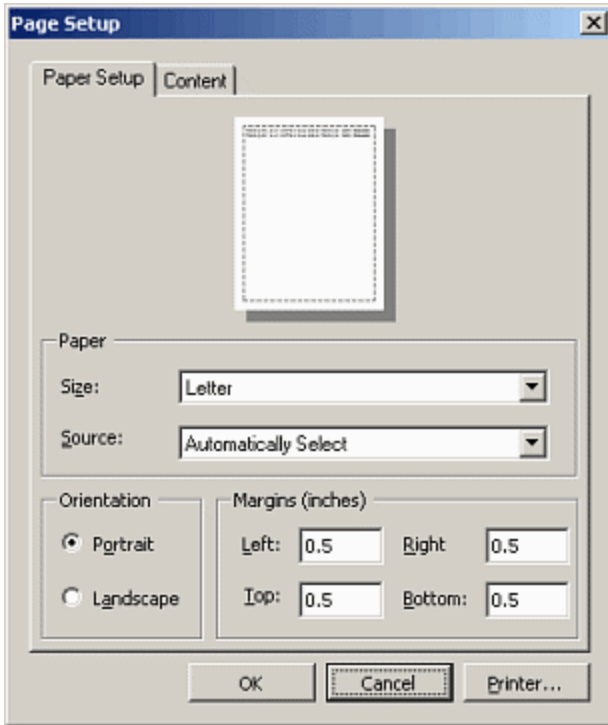 Page Setup
Paper Setup Content
Paper
Size: Letter
Source: Automatically Select
Orientation Margins (inches)
Portrait Left: 0.5 Right 0.5
Landscape Top: 0.5 Bottom: 0.5
OK Cancel Printer...